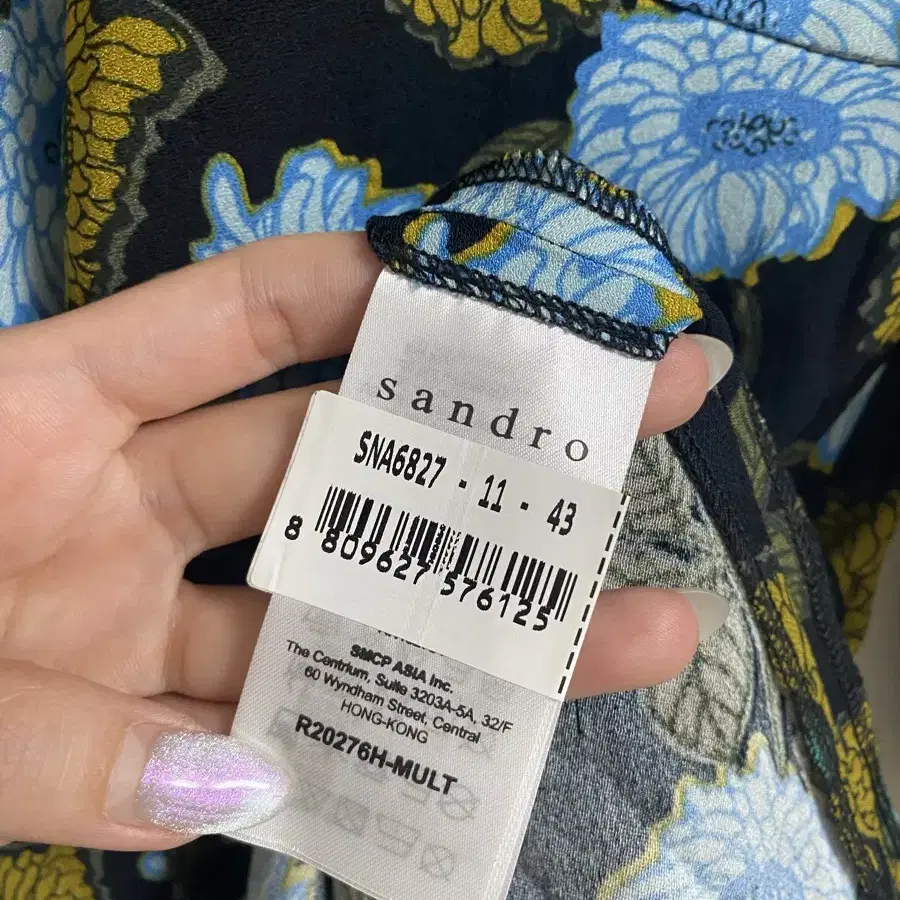 sandro
SNA6827 - 11 - 43
8 809627 576125
SMCP ASIA Inc.
The Centrium, Suite 3203A-5A, 32/F
60 Wyndham Street, Central
HONG-KONG
R20276H-MULT